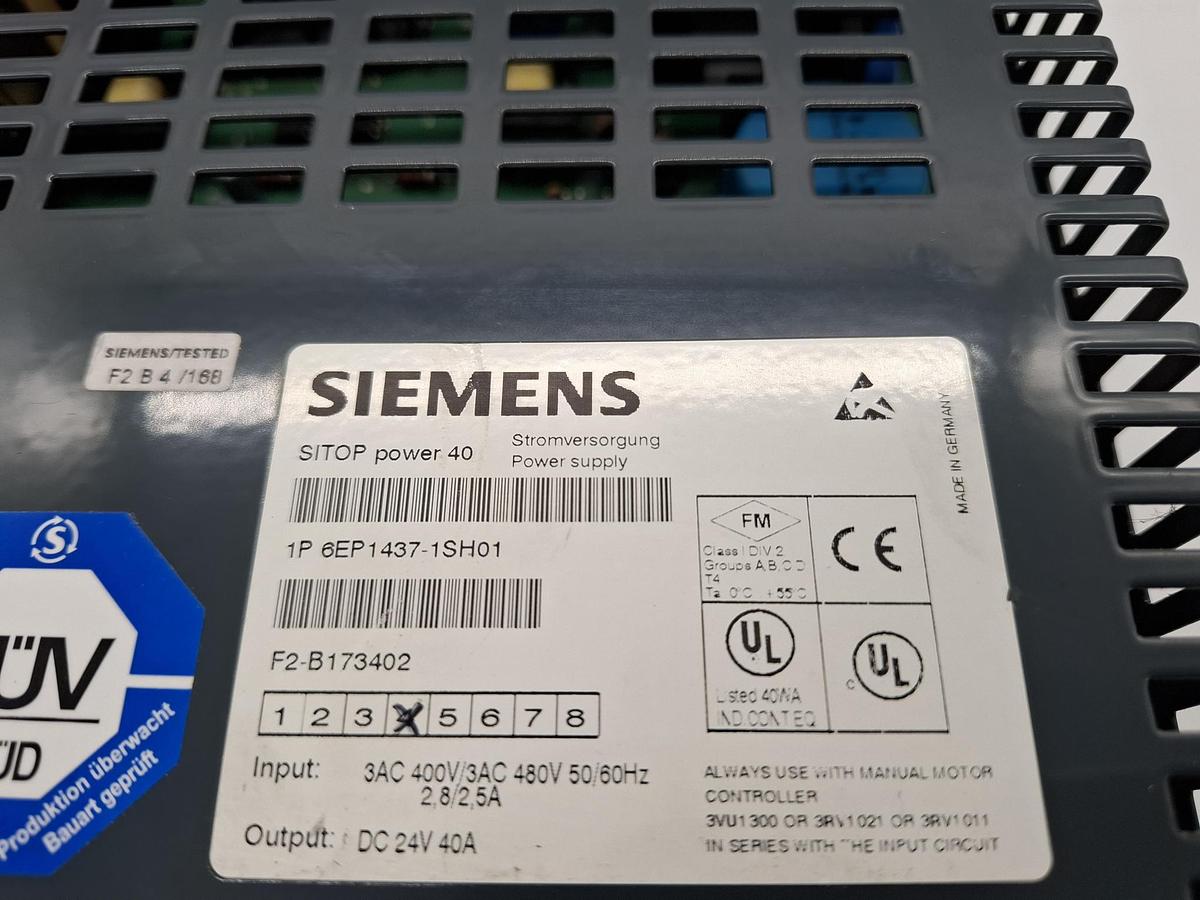 SIEMENS/TESTED
F2 B 4 /168
SIEMENS
SITOP power 40
Stromversorgung
Power supply
MADE IN GERMANY
1P 6EP1437-1SH01
FM
Class I DIV 2
Groups A,B,C D
T4
Ta 0°C +55°C
CE
F2-B173402
UL
Listed 40WA
IND.CONT.EQ
c UL
1 2 3 4 5 6 7 8
Input: 3AC 400V/3AC 480V 50/60Hz
2,8/2,5A
Output: DC 24V 40A
ALWAYS USE WITH MANUAL MOTOR
CONTROLLER
3VU1300 OR 3RV1021 OR 3RV1011
IN SERIES WITH THE INPUT CIRCUIT
S
ÜV
ÜD
Produktion überwacht
Bauart geprüft